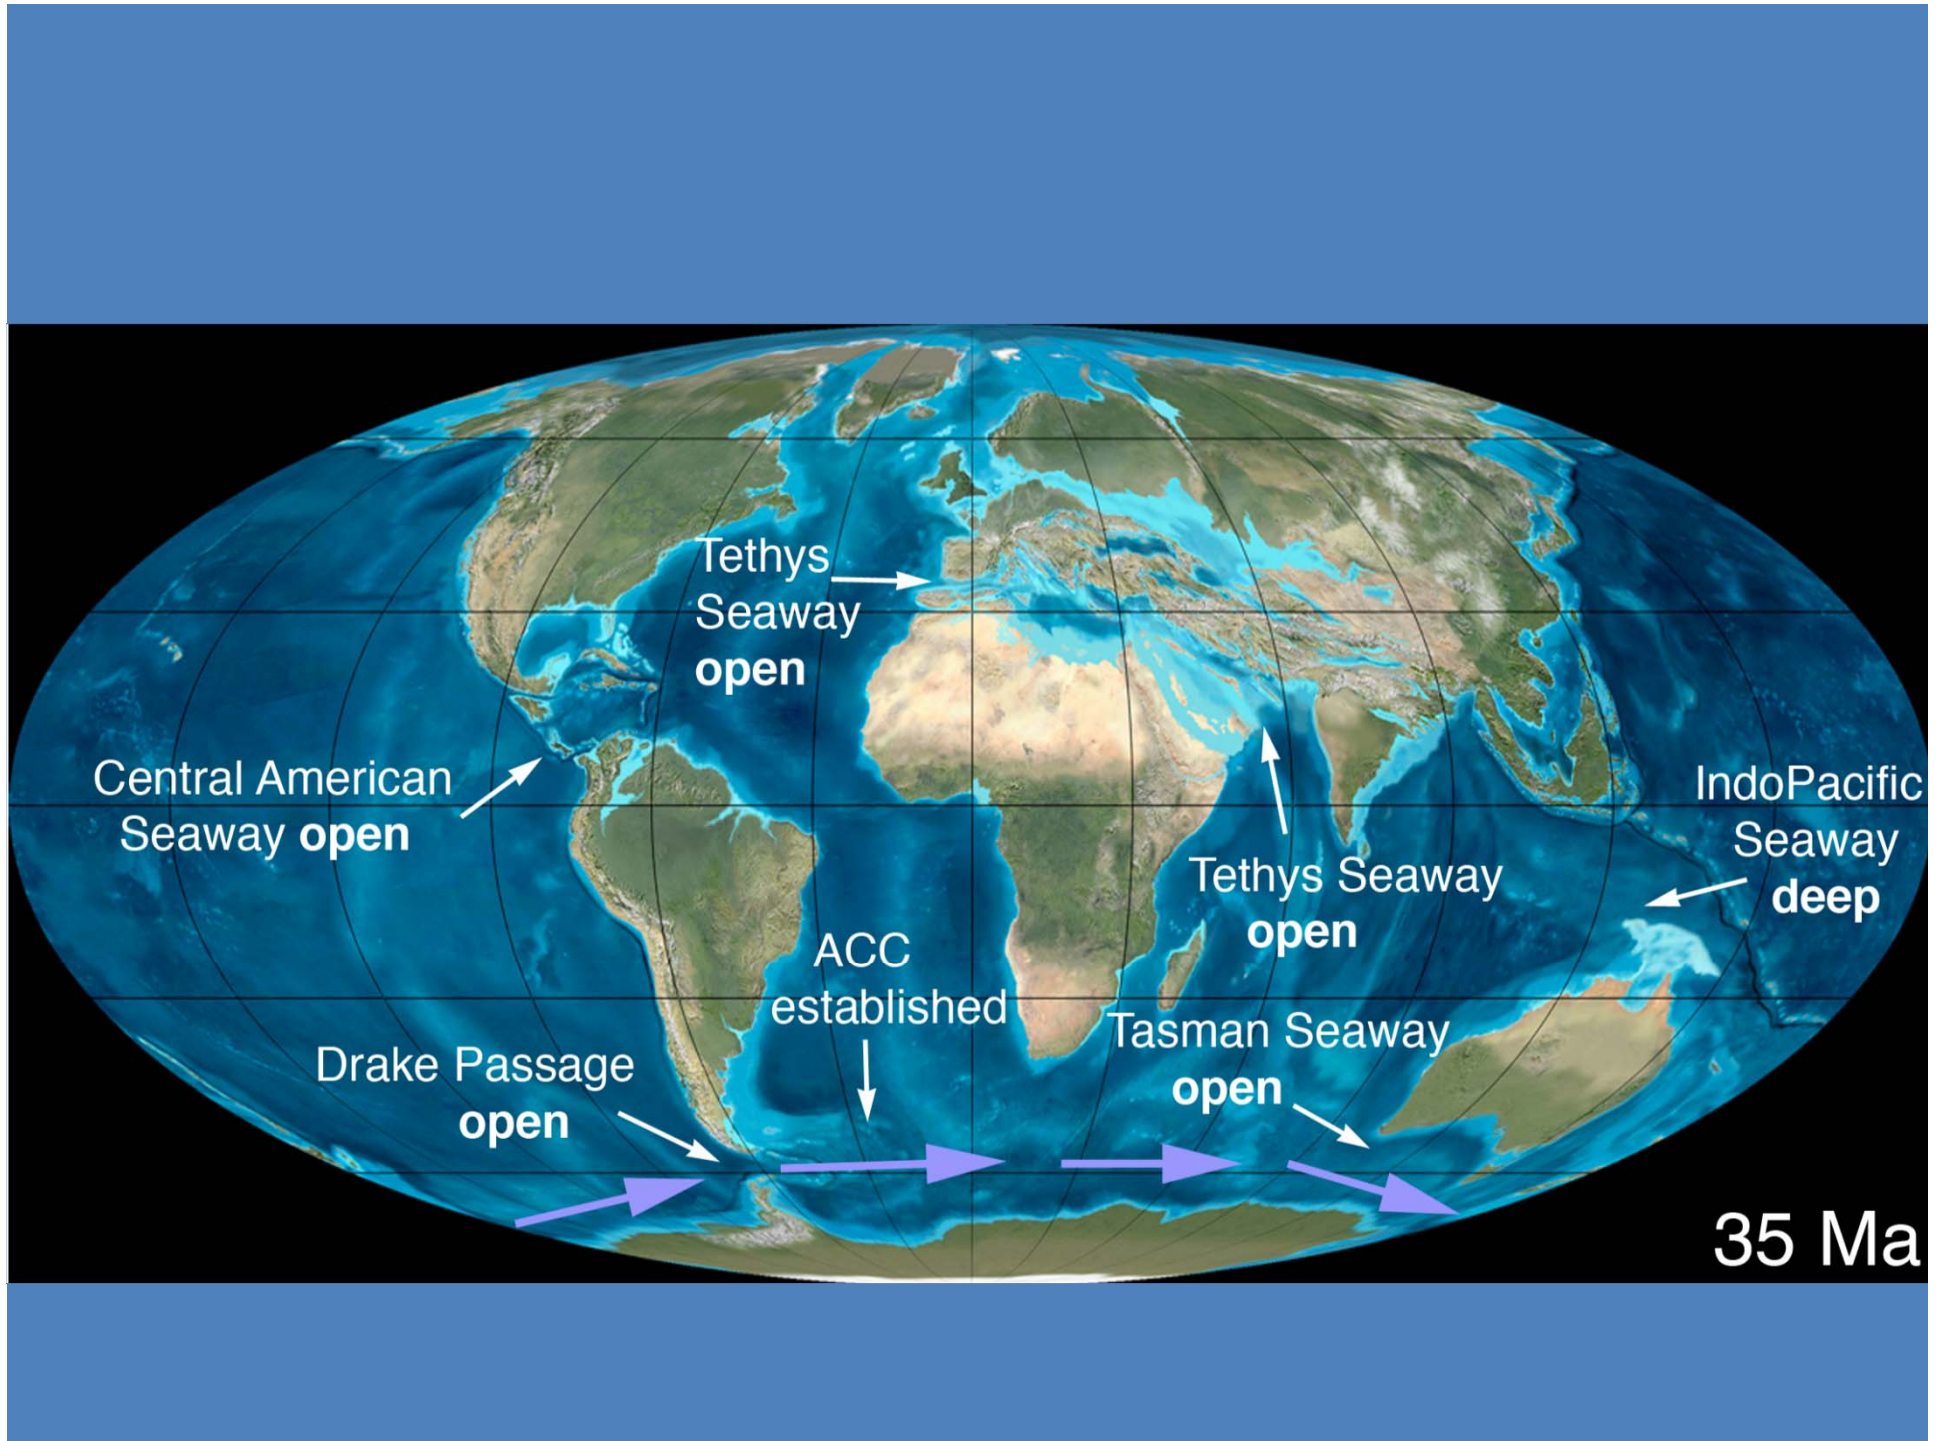 Tethys
Seaway
open
Central American
Seaway open
IndoPacific
Seaway
deep
Tethys Seaway
open
ACC
established
Tasman Seaway
open
Drake Passage
open
35 Ma